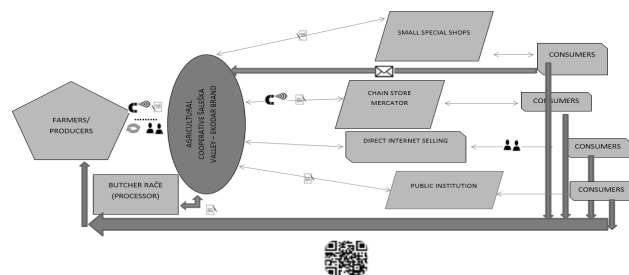 SMALL SPECIAL SHOPS
CONSUMERS
FARMERS/
PRODUCERS
AGRICULTURAL
COOPERATIVE ŠALEŠKA
VALLEY – EKODAR BRAND
CHAIN STORE
MERCATOR
CONSUMERS
DIRECT INTERNET SELLING
CONSUMERS
BUTCHER RAČE
(PROCESSOR)
PUBLIC INSTITUTION
CONSUMERS